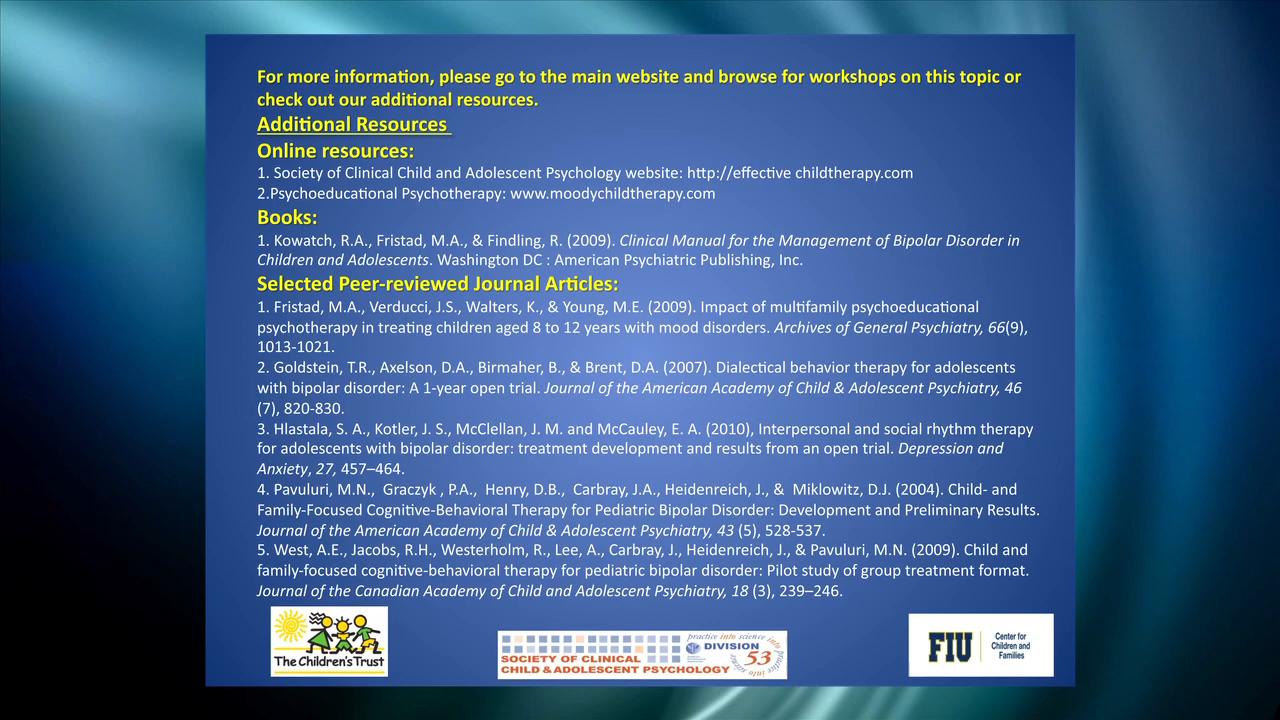 For more information, please go to the main website and browse for workshops on this topic or
check out our additional resources.
Additional Resources
Online resources:
1. Society of Clinical Child and Adolescent Psychology website: http://effective childtherapy.com
2.Psychoeducational Psychotherapy: www.moodychildtherapy.com
Books:
1. Kowatch, R.A., Fristad, M.A., & Findling, R. (2009). Clinical Manual for the Management of Bipolar Disorder in
Children and Adolescents. Washington DC : American Psychiatric Publishing, Inc.
Selected Peer-reviewed Journal Articles:
1. Fristad, M.A., Verducci, J.S., Walters, K., & Young, M.E. (2009). Impact of multifamily psychoeducational
psychotherapy in treating children aged 8 to 12 years with mood disorders. Archives of General Psychiatry, 66(9),
1013-1021.
2. Goldstein, T.R., Axelson, D.A., Birmaher, B., & Brent, D.A. (2007). Dialectical behavior therapy for adolescents
with bipolar disorder: A 1-year open trial. Journal of the American Academy of Child & Adolescent Psychiatry, 46
(7), 820-830.
3. Hlastala, S. A., Kotler, J. S., McClellan, J. M. and McCauley, E. A. (2010), Interpersonal and social rhythm therapy
for adolescents with bipolar disorder: treatment development and results from an open trial. Depression and
Anxiety, 27, 457–464.
4. Pavuluri, M.N., Graczyk , P.A., Henry, D.B., Carbray, J.A., Heidenreich, J., & Miklowitz, D.J. (2004). Child- and
Family-Focused Cognitive-Behavioral Therapy for Pediatric Bipolar Disorder: Development and Preliminary Results.
Journal of the American Academy of Child & Adolescent Psychiatry, 43 (5), 528-537.
5. West, A.E., Jacobs, R.H., Westerholm, R., Lee, A., Carbray, J., Heidenreich, J., & Pavuluri, M.N. (2009). Child and
family-focused cognitive-behavioral therapy for pediatric bipolar disorder: Pilot study of group treatment format.
Journal of the Canadian Academy of Child and Adolescent Psychiatry, 18 (3), 239–246.
The Children's Trust
practice into science into
practice into science
DIVISION
53
SOCIETY OF CLINICAL
CHILD & ADOLESCENT PSYCHOLOGY
FIU
Center for
Children and
Families